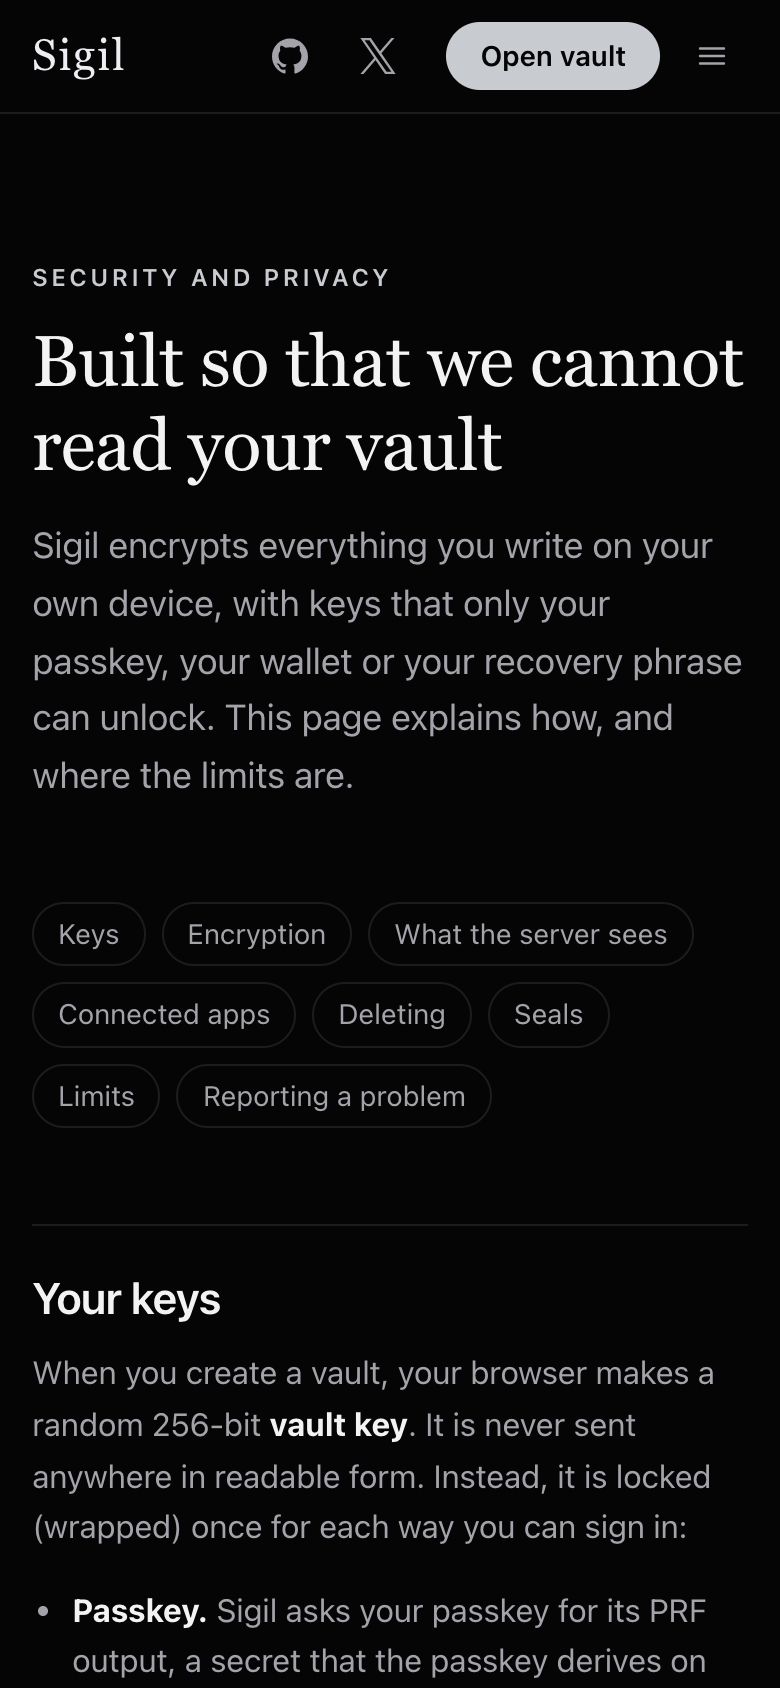 Sigil
Open vault
SECURITY AND PRIVACY
Built so that we cannot
read your vault
Sigil encrypts everything you write on your
own device, with keys that only your
passkey, your wallet or your recovery phrase
can unlock. This page explains how, and
where the limits are.
Keys
Encryption
What the server sees
Connected apps
Deleting
Seals
Limits
Reporting a problem
Your keys
When you create a vault, your browser makes a
random 256-bit vault key. It is never sent
anywhere in readable form. Instead, it is locked
(wrapped) once for each way you can sign in:
• Passkey. Sigil asks your passkey for its PRF
output, a secret that the passkey derives on